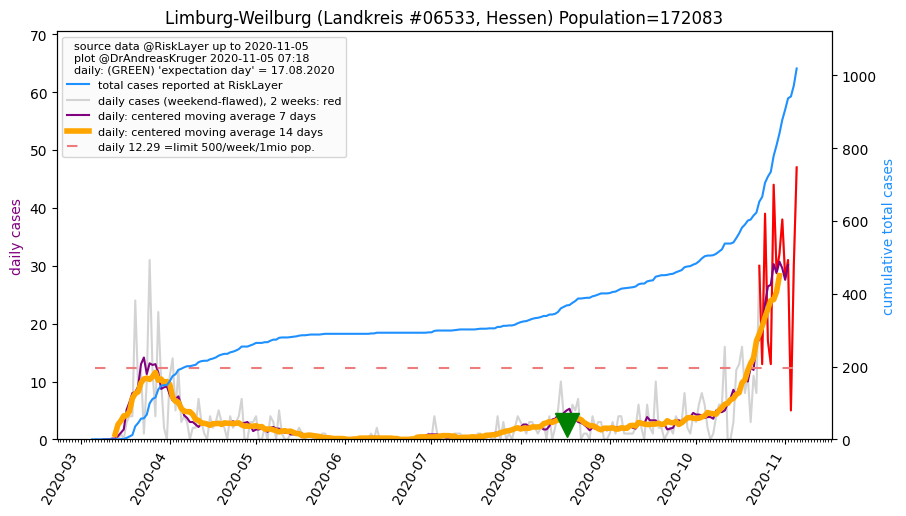 Limburg-Weilburg (Landkreis #06533, Hessen) Population=172083
source data @RiskLayer up to 2020-11-05
plot @DrAndreasKruger 2020-11-05 07:18
daily: (GREEN) 'expectation day' = 17.08.2020
total cases reported at RiskLayer
daily cases (weekend-flawed), 2 weeks: red
daily: centered moving average 7 days
daily: centered moving average 14 days
daily 12.29 =limit 500/week/1mio pop.
daily cases
70
60
50
40
30
20
10
0
cumulative total cases
1000
800
600
400
200
0
2020-03
2020-04
2020-05
2020-06
2020-07
2020-08
2020-09
2020-10
2020-11